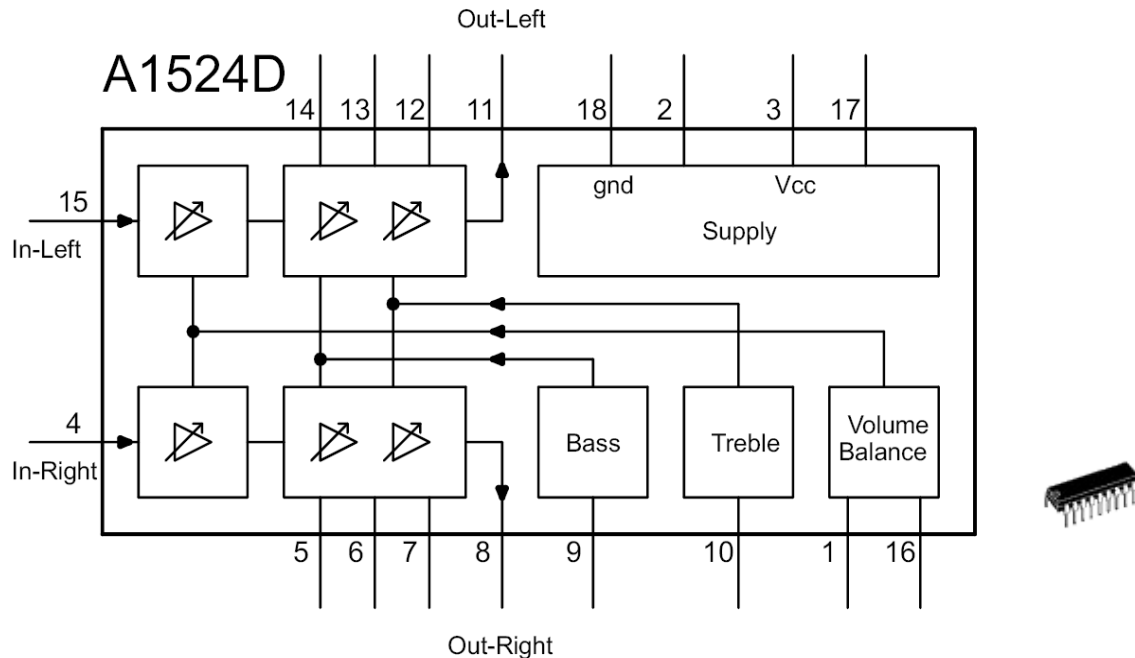 Out-Left
A1524D
14 13 12 11 18 2 3 17
gnd Vcc
15
Supply
In-Left
4
Bass Treble Volume
Balance
In-Right
5 6 7 8 9 10 1 16
Out-Right